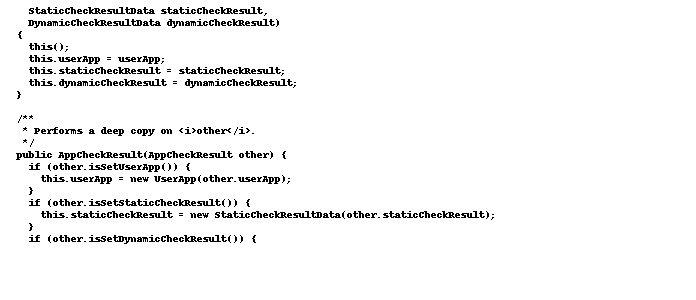 StaticCheckResultData staticCheckResult,
DynamicCheckResultData dynamicCheckResult)
{
this();
this.userApp = userApp;
this.staticCheckResult = staticCheckResult;
this.dynamicCheckResult = dynamicCheckResult;
}
/**
* Performs a deep copy on <i>other</i>.
*/
public AppCheckResult(AppCheckResult other) {
if (other.isSetUserApp()) {
this.userApp = new UserApp(other.userApp);
}
if (other.isSetStaticCheckResult()) {
this.staticCheckResult = new StaticCheckResultData(other.staticCheckResult);
}
if (other.isSetDynamicCheckResult()) {